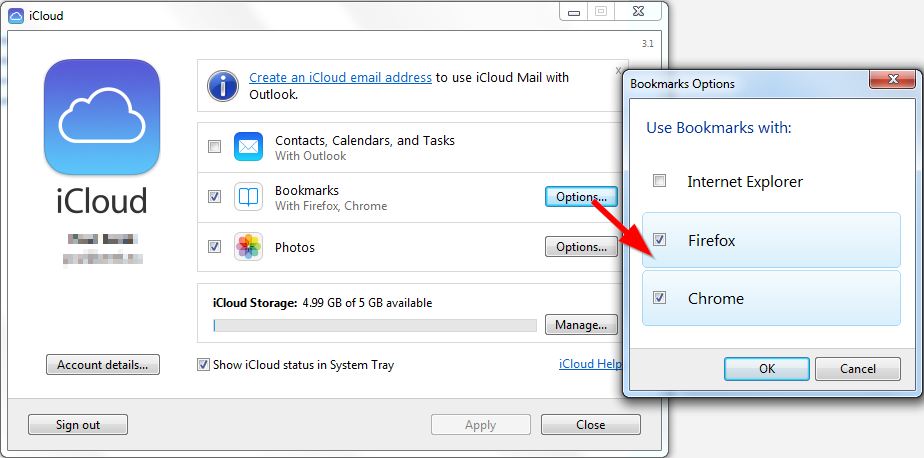 iCloud
3.1
Create an iCloud email address to use iCloud Mail with
Outlook.
x
iCloud
Contacts, Calendars, and Tasks
With Outlook
Bookmarks
With Firefox, Chrome
Options...
Photos
Options...
iCloud Storage: 4.99 GB of 5 GB available
Manage...
Account details...
Show iCloud status in System Tray
iCloud Help
Sign out
Apply
Close
Bookmarks Options
Use Bookmarks with:
Internet Explorer
Firefox
Chrome
OK
Cancel